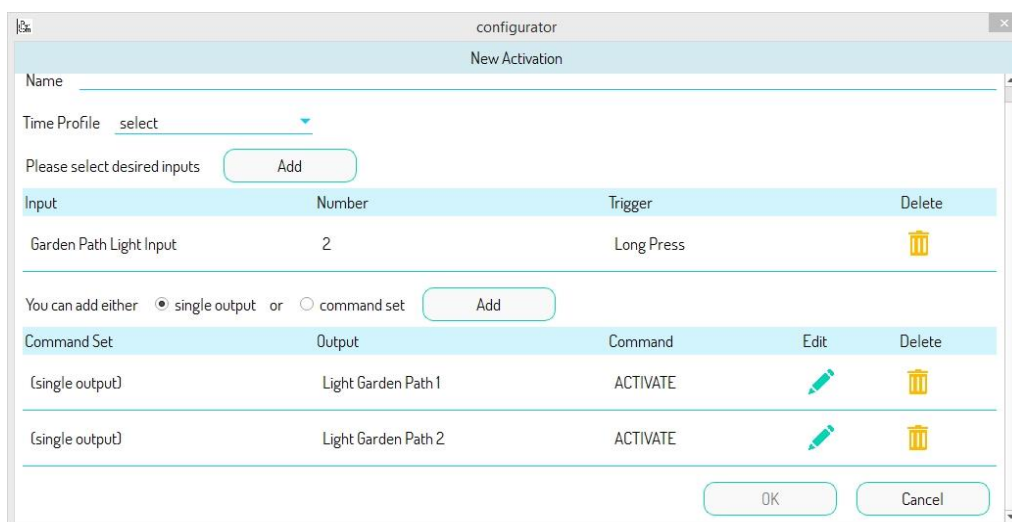 configurator
New Activation
Name
Time Profile select
Please select desired inputs Add
Input Number Trigger Delete
Garden Path Light Input 2 Long Press
You can add either single output or command set Add
Command Set Output Command Edit Delete
(single output) Light Garden Path 1 ACTIVATE
(single output) Light Garden Path 2 ACTIVATE
OK Cancel